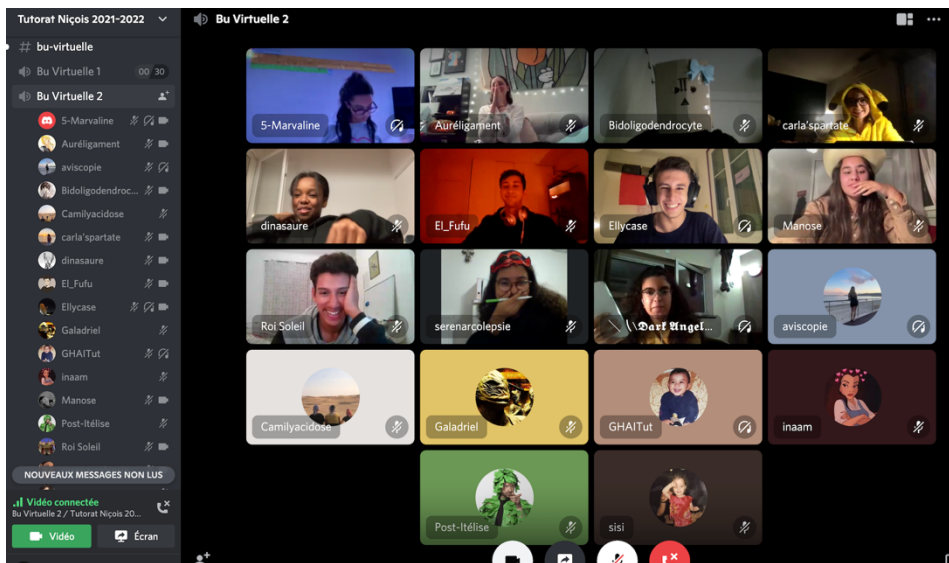 Tutorat Niçois 2021-2022
# bu-virtuelle
Bu Virtuelle 1
00 30
Bu Virtuelle 2
5-Marvaline
Auréligament
aviscopie
Bidoligodendroc...
Camilyacidose
carla'spartate
dinasaure
El_Fufu
Ellycase
Galadriel
GHAITut
inaam
Manose
Post-Itélise
Roi Soleil
NOUVEAUX MESSAGES NON LUS
Vidéo connectée
Bu Virtuelle 2 / Tutorat Niçois 20...
Vidéo
Écran
Bu Virtuelle 2
5-Marvaline
Auréligament
Bidoligodendrocyte
carla'spartate
dinasaure
El_Fufu
Ellycase
Manose
Roi Soleil
serenarcolepsie
\\𝕯𝖆𝖗𝖐 𝕬𝖓𝖌𝖊𝖑...
aviscopie
Camilyacidose
Galadriel
GHAITut
inaam
Post-Itélise
sisi